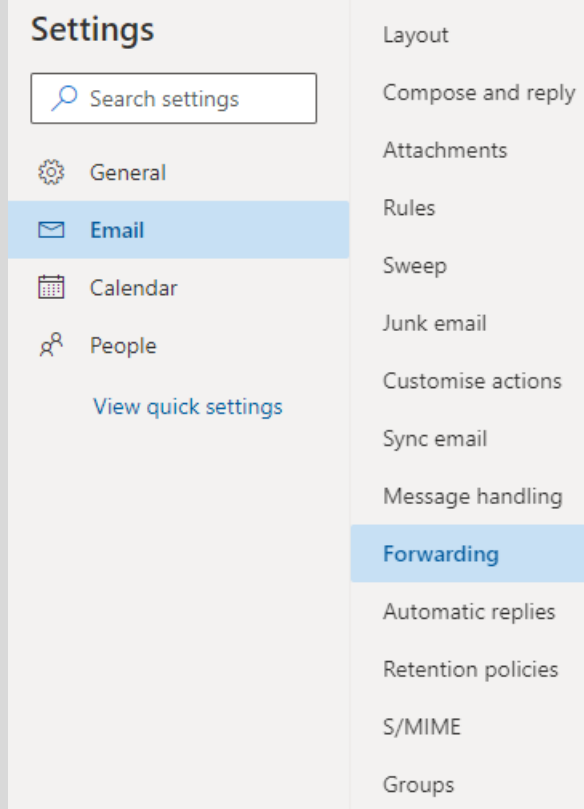 Settings
Search settings
General
Email
Calendar
People
View quick settings
Layout
Compose and reply
Attachments
Rules
Sweep
Junk email
Customise actions
Sync email
Message handling
Forwarding
Automatic replies
Retention policies
S/MIME
Groups